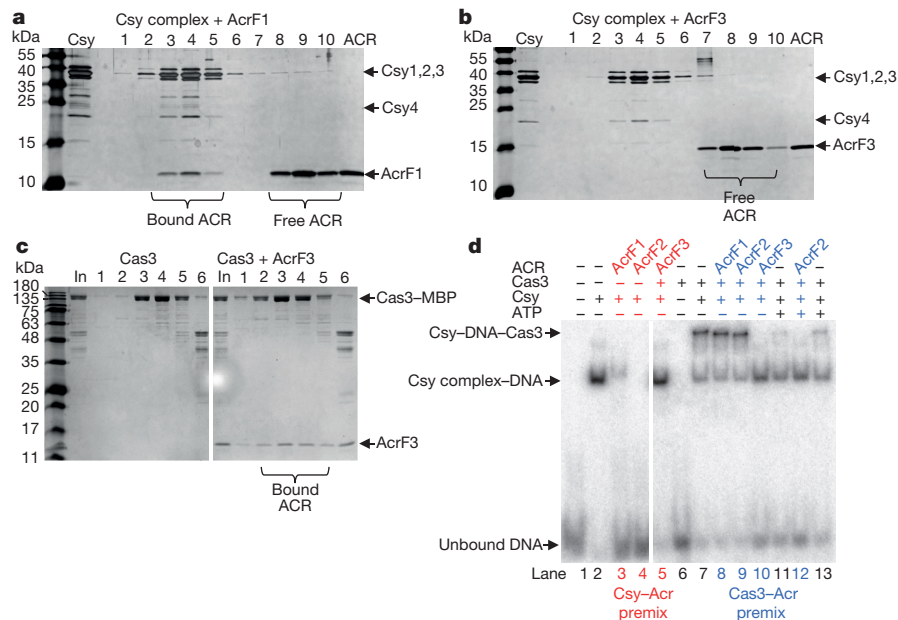 a
Csy complex + AcrF1
kDa
Csy 1 2 3 4 5 6 7 8 9 10 ACR
55
40
35
25
15
10
Csy1,2,3
Csy4
AcrF1
Bound ACR
Free ACR
b
Csy complex + AcrF3
kDa
Csy 1 2 3 4 5 6 7 8 9 10 ACR
55
40
35
25
15
10
Csy1,2,3
Csy4
AcrF3
Free
ACR
c
Cas3
Cas3 + AcrF3
kDa
In 1 2 3 4 5 6 In 1 2 3 4 5 6
180
135
75
63
48
35
25
20
17
11
Cas3–MBP
AcrF3
Bound
ACR
d
ACR – – AcrF1 AcrF2 AcrF3 – – AcrF1 AcrF2 AcrF3 – AcrF2 –
Cas3 – – – – + + + + + + + + +
Csy – + + + + – + + + + + + +
ATP – – – – – – – – – – + + +
Csy–DNA–Cas3
Csy complex–DNA
Unbound DNA
Lane 1 2 3 4 5 6 7 8 9 10 11 12 13
Csy–Acr
premix
Cas3–Acr
premix